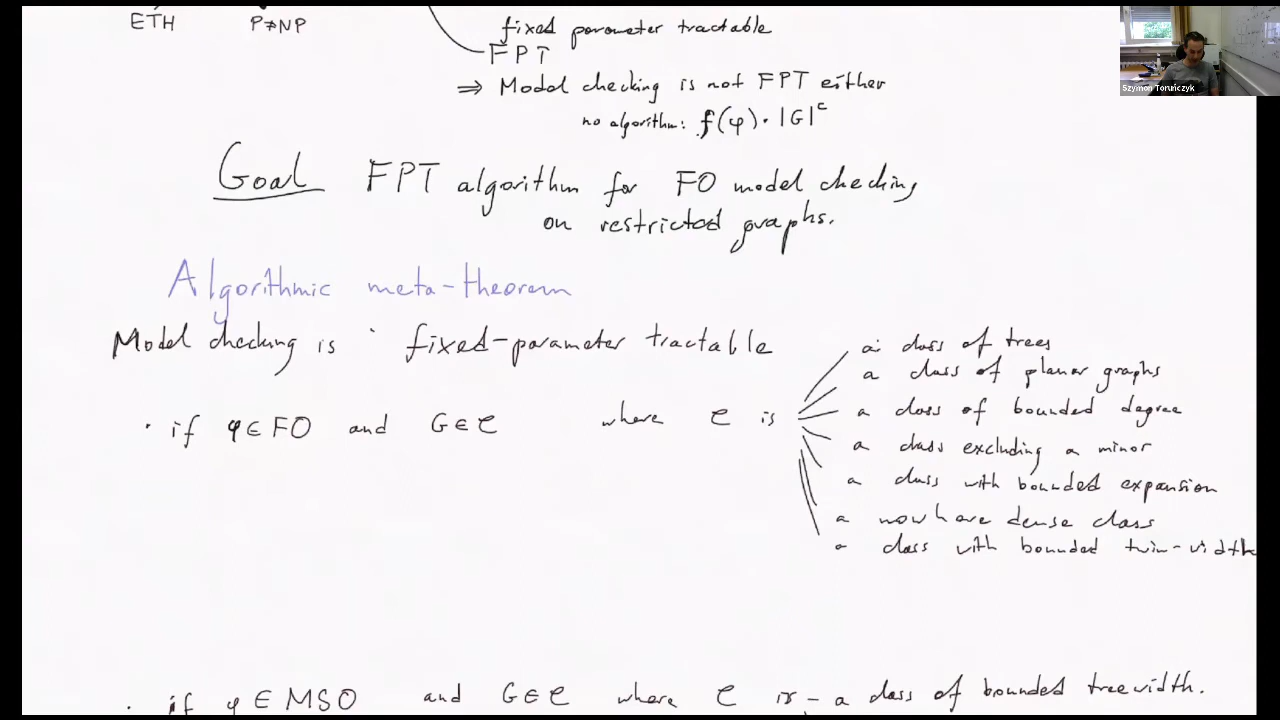 ETH P≠NP
fixed parameter tractable
FPT
⇒ Model checking is not FPT either
no algorithm: f(φ)·|G|^c
Szymon Toruńczyk
Goal FPT algorithm for FO model checking
on restricted graphs.
Algorithmic meta-theorem
Model checking is fixed-parameter tractable
· if φ∈FO and G∈C where C is
a class of trees
a class of planar graphs
a class of bounded degree
a class excluding a minor
a class with bounded expansion
a nowhere dense class
a class with bounded twin-width
· if φ∈MSO and G∈C where C is – a class of bounded treewidth.